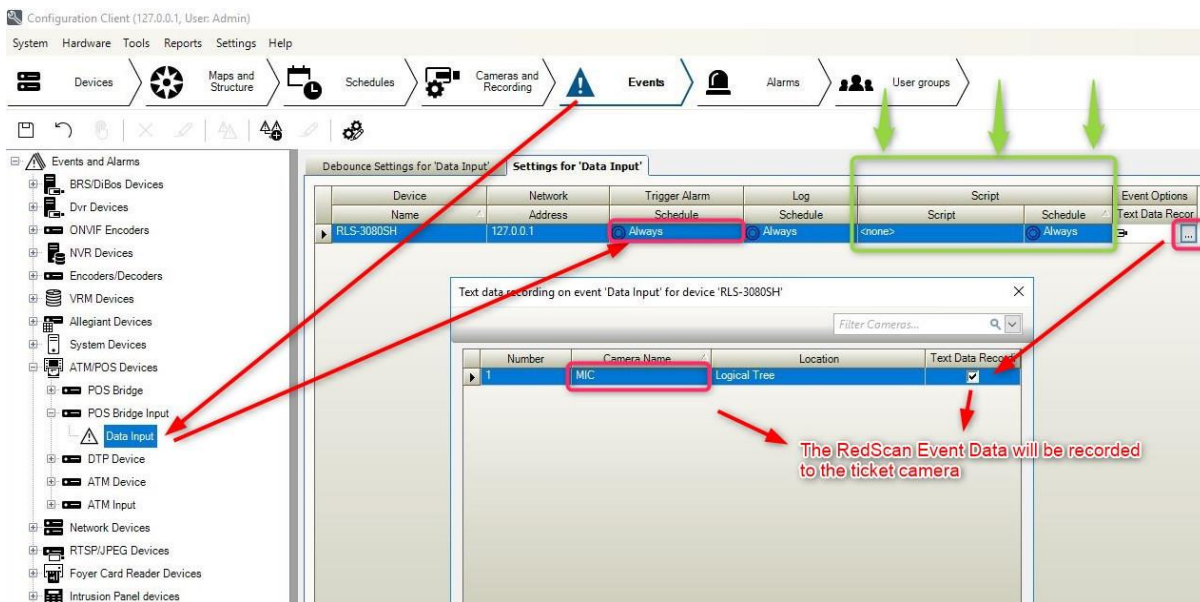 Configuration Client (127.0.0.1, User: Admin)
System Hardware Tools Reports Settings Help
Devices
Maps and
Structure
Schedules
Cameras and
Recording
Events
Alarms
User groups
Events and Alarms
BRS/DiBos Devices
Dvr Devices
ONVIF Encoders
NVR Devices
Encoders/Decoders
VRM Devices
Allegiant Devices
System Devices
ATM/POS Devices
POS Bridge
POS Bridge Input
Data Input
DTP Device
ATM Device
ATM Input
Network Devices
RTSP/JPEG Devices
Foyer Card Reader Devices
Intrusion Panel devices
Debounce Settings for 'Data Input' Settings for 'Data Input'
Device Network Trigger Alarm Log Script Event Options
Name Address Schedule Schedule Script Schedule Text Data Recor
RLS-3080SH 127.0.0.1 Always Always <none> Always ...
Text data recording on event 'Data Input' for device 'RLS-3080SH'
Filter Cameras...
Number Camera Name Location Text Data Recordi
1 MIC Logical Tree
The RedScan Event Data will be recorded
to the ticket camera